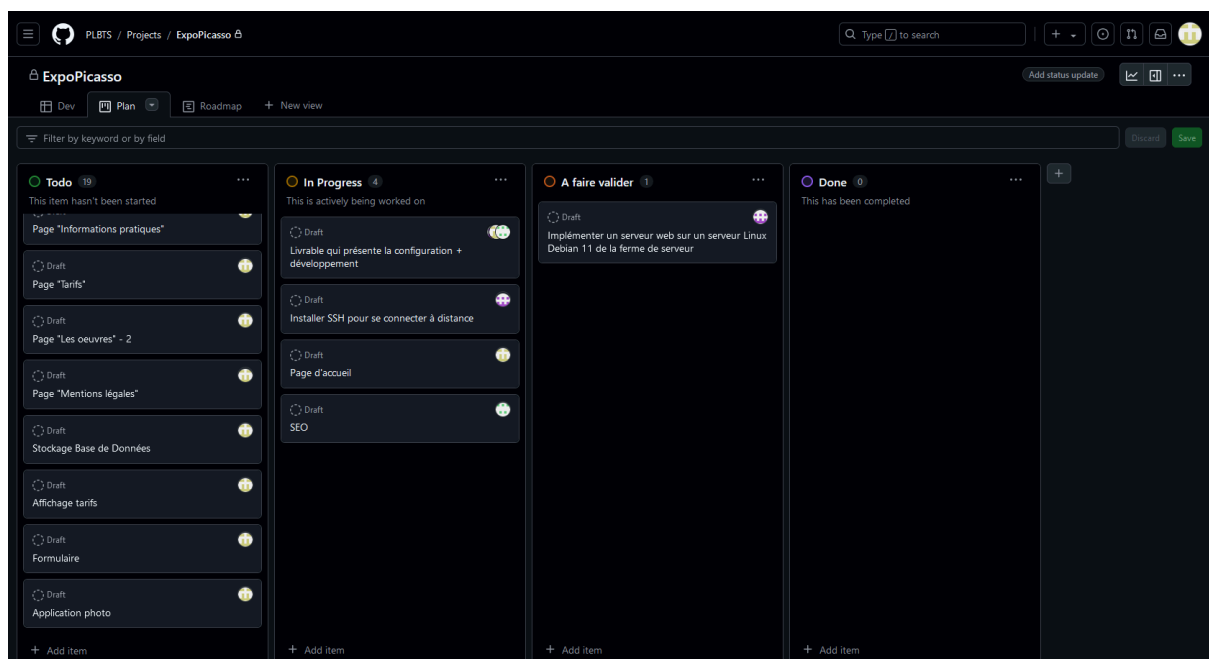 PLBTS / Projects / ExpoPicasso
Type / to search
ExpoPicasso
Add status update
Dev
Plan
Roadmap
+ New view
Filter by keyword or by field
Discard
Save
Todo 19
This item hasn't been started
Page "Informations pratiques"
Draft
Page "Tarifs"
Draft
Page "Les oeuvres" - 2
Draft
Page "Mentions légales"
Draft
Stockage Base de Données
Draft
Affichage tarifs
Draft
Formulaire
Draft
Application photo
+ Add item
In Progress 4
This is actively being worked on
Draft
Livrable qui présente la configuration +
développement
Draft
Installer SSH pour se connecter à distance
Draft
Page d'accueil
Draft
SEO
+ Add item
A faire valider 1
Draft
Implémenter un serveur web sur un serveur Linux
Debian 11 de la ferme de serveur
+ Add item
Done 0
This has been completed
+ Add item